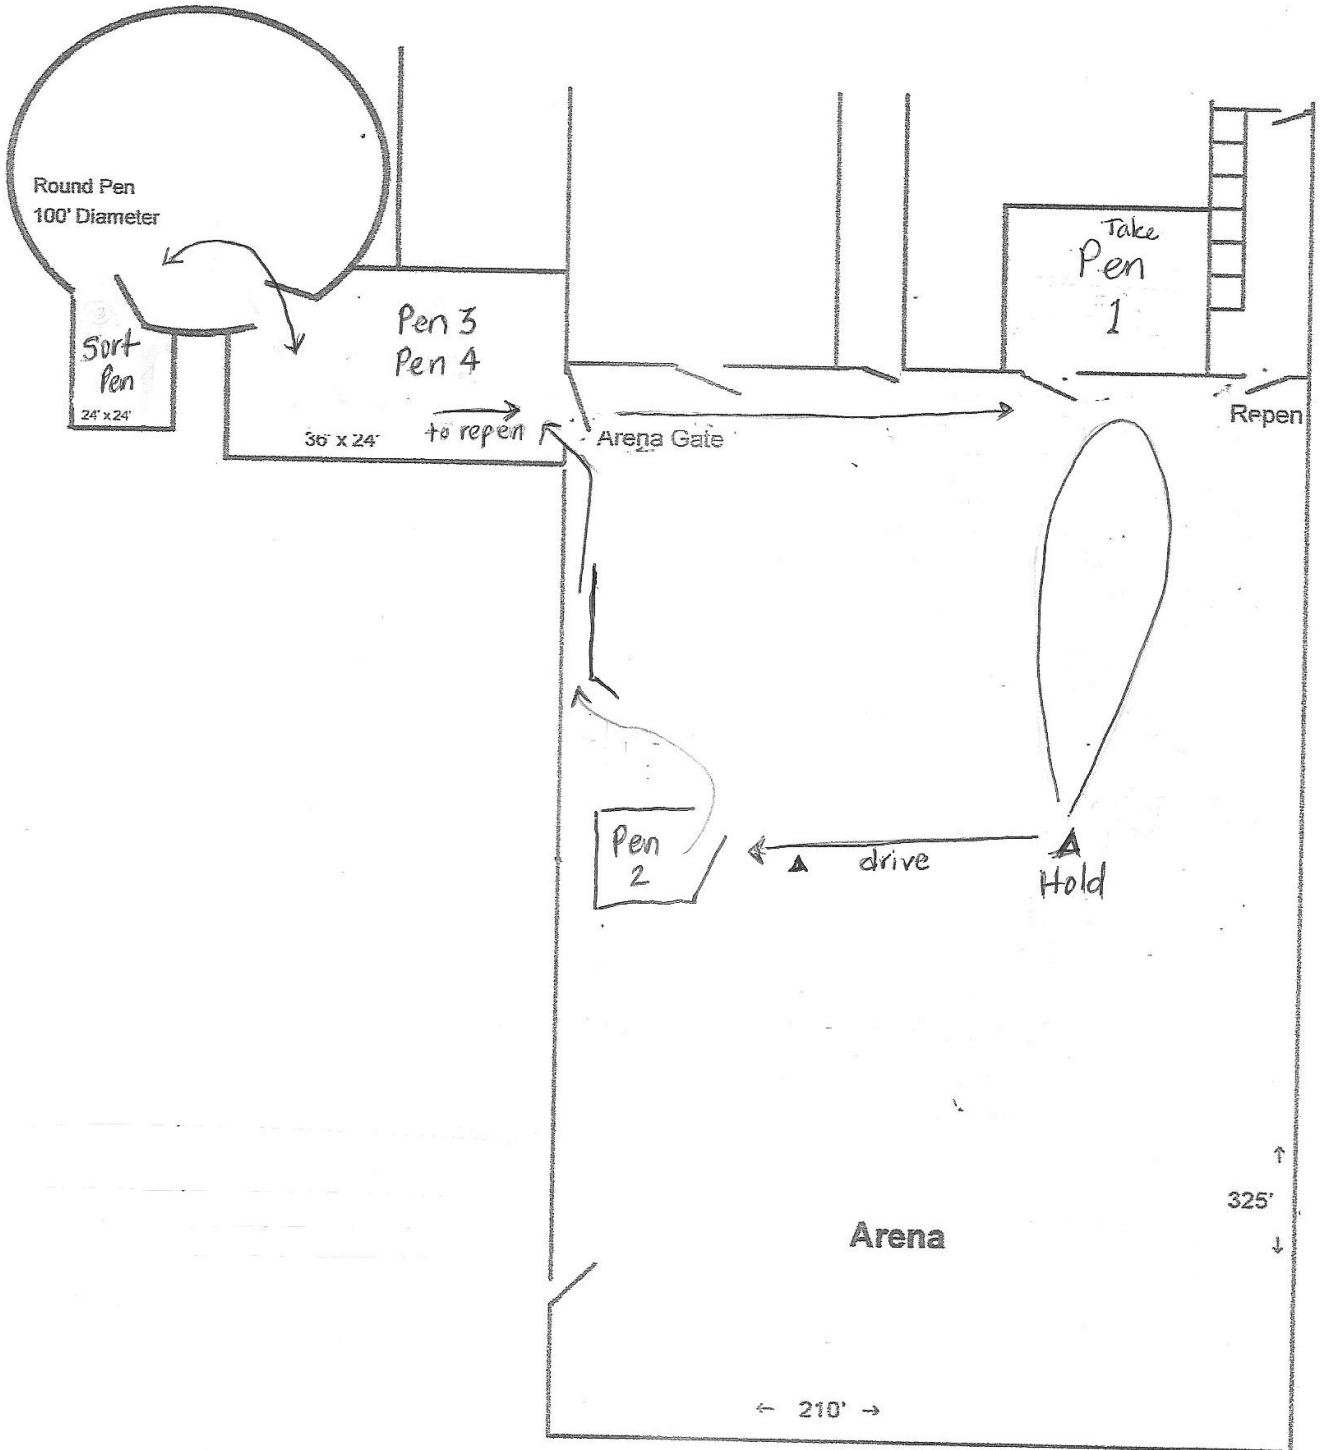 Round Pen
100' Diameter
Take
Pen
1
Pen 3
Pen 4
Sort
Pen
24' x 24'
36' x 24'
to repen
Arena Gate
Repen
Pen
2
drive
Hold
325'
Arena
210'